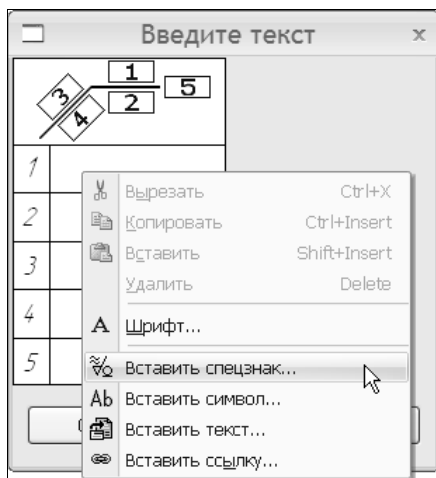 Введите текст x
1
3
5
2
4
1
Вырезать Ctrl+X
2
Копировать Ctrl+Insert
3
Вставить Shift+Insert
Удалить Delete
4
A Шрифт...
5
Вставить спецзнак...
Ab Вставить символ...
Вставить текст...
Вставить ссылку...